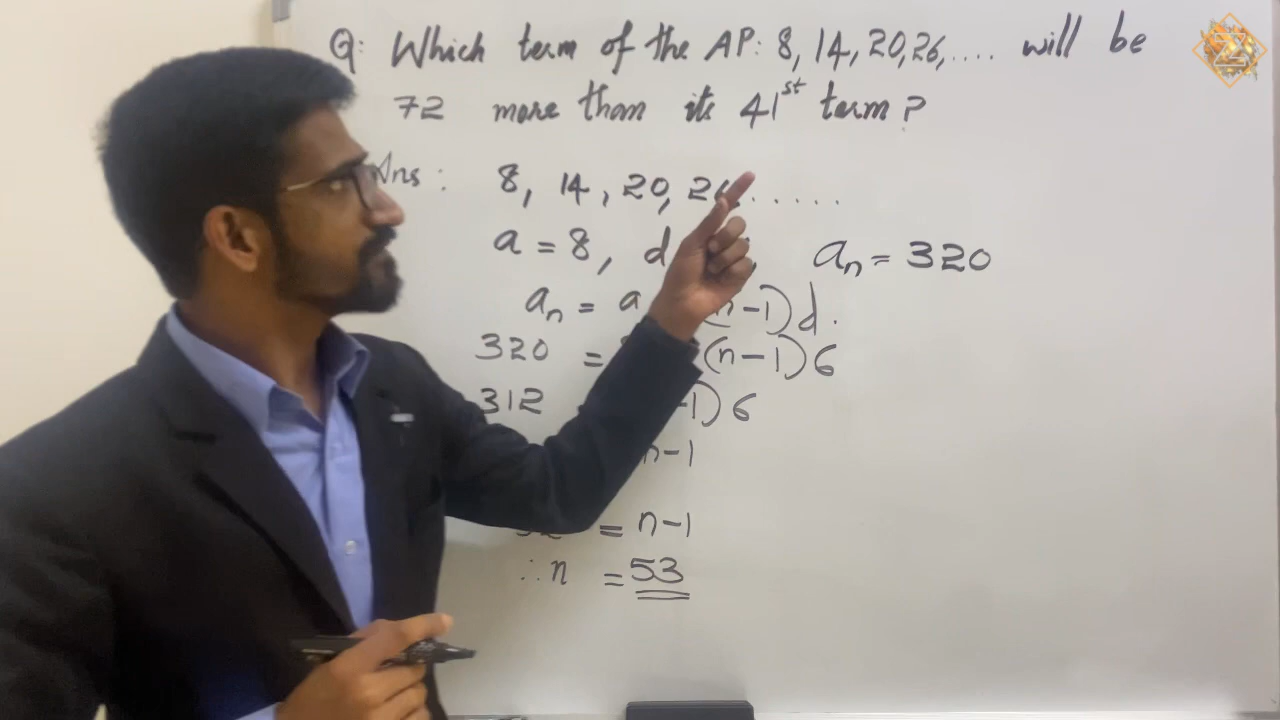 Q: Which term of the AP: 8, 14, 20, 26, .... will be
72 more than its 41st term?
Ans: 8, 14, 20, 26, .....
a = 8, d aₙ = 320
aₙ = a (n-1)d.
320 = (n-1)6
312 -1)6
n-1
= n-1
∴n = 53